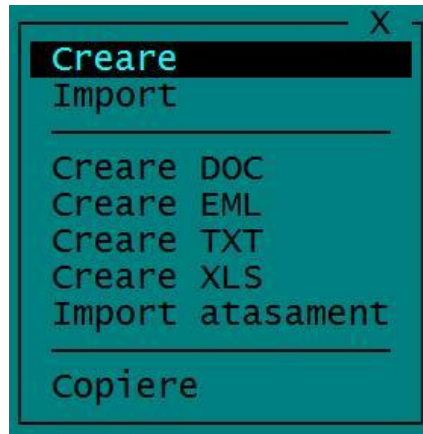 X
Creare
Import
Creare DOC
Creare EML
Creare TXT
Creare XLS
Import atasament
Copiere